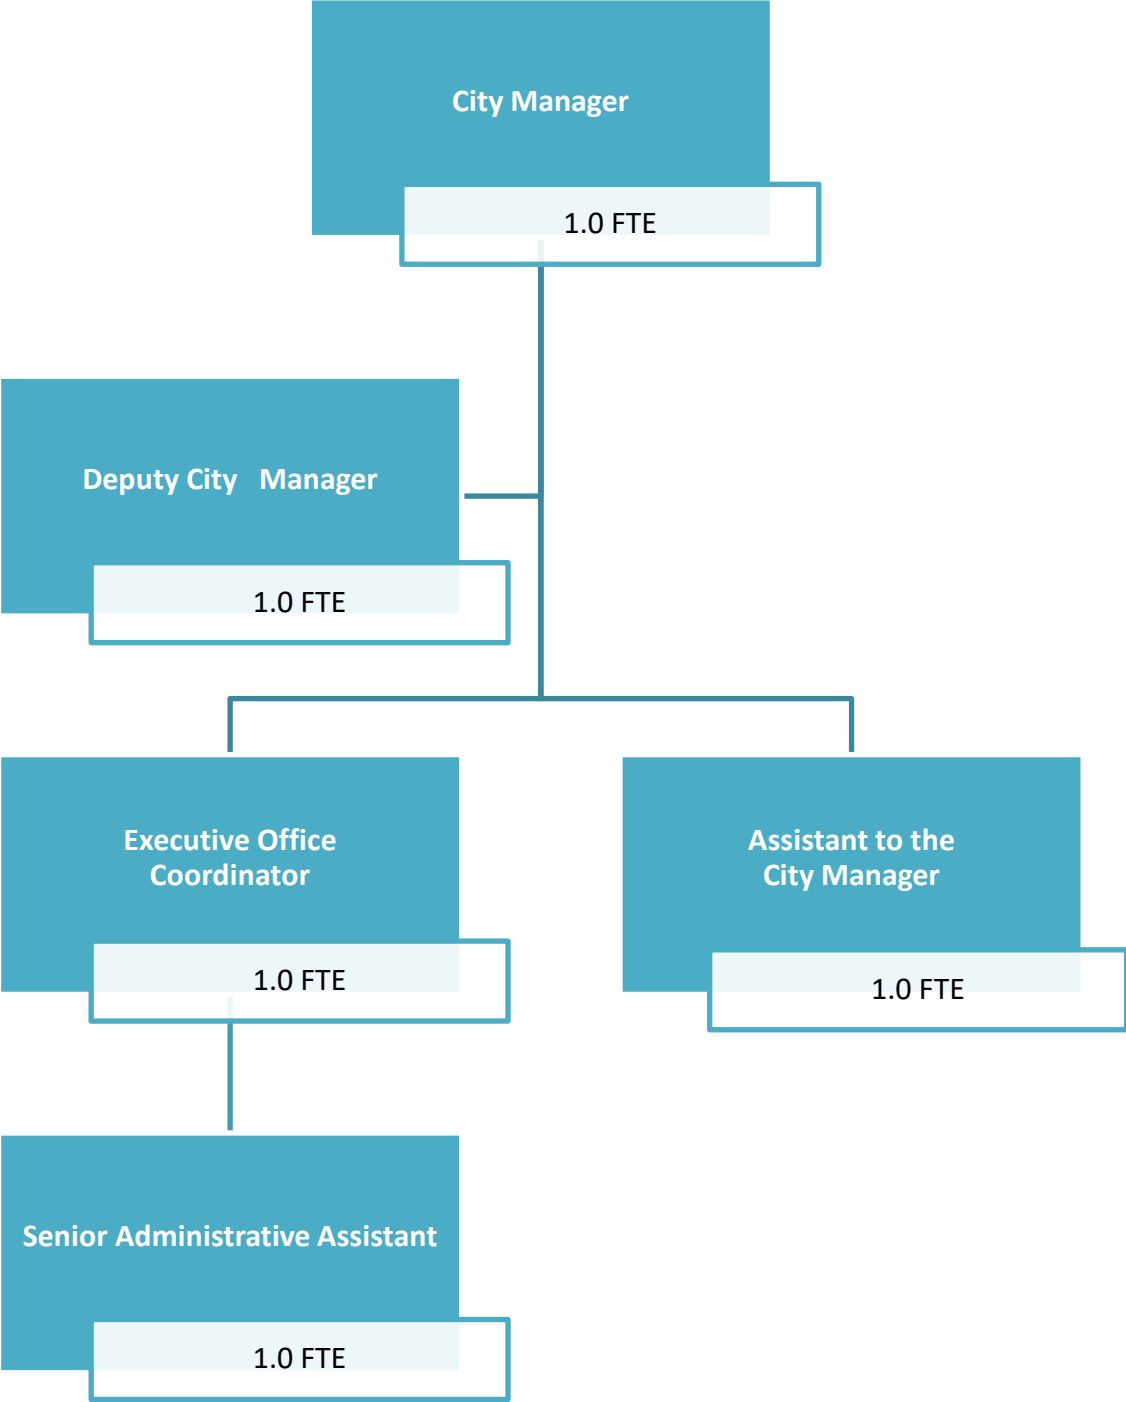 City Manager
1.0 FTE
Deputy City   Manager
1.0 FTE
Executive Office
Coordinator
1.0 FTE
Assistant to the
City Manager
1.0 FTE
Senior Administrative Assistant
1.0 FTE